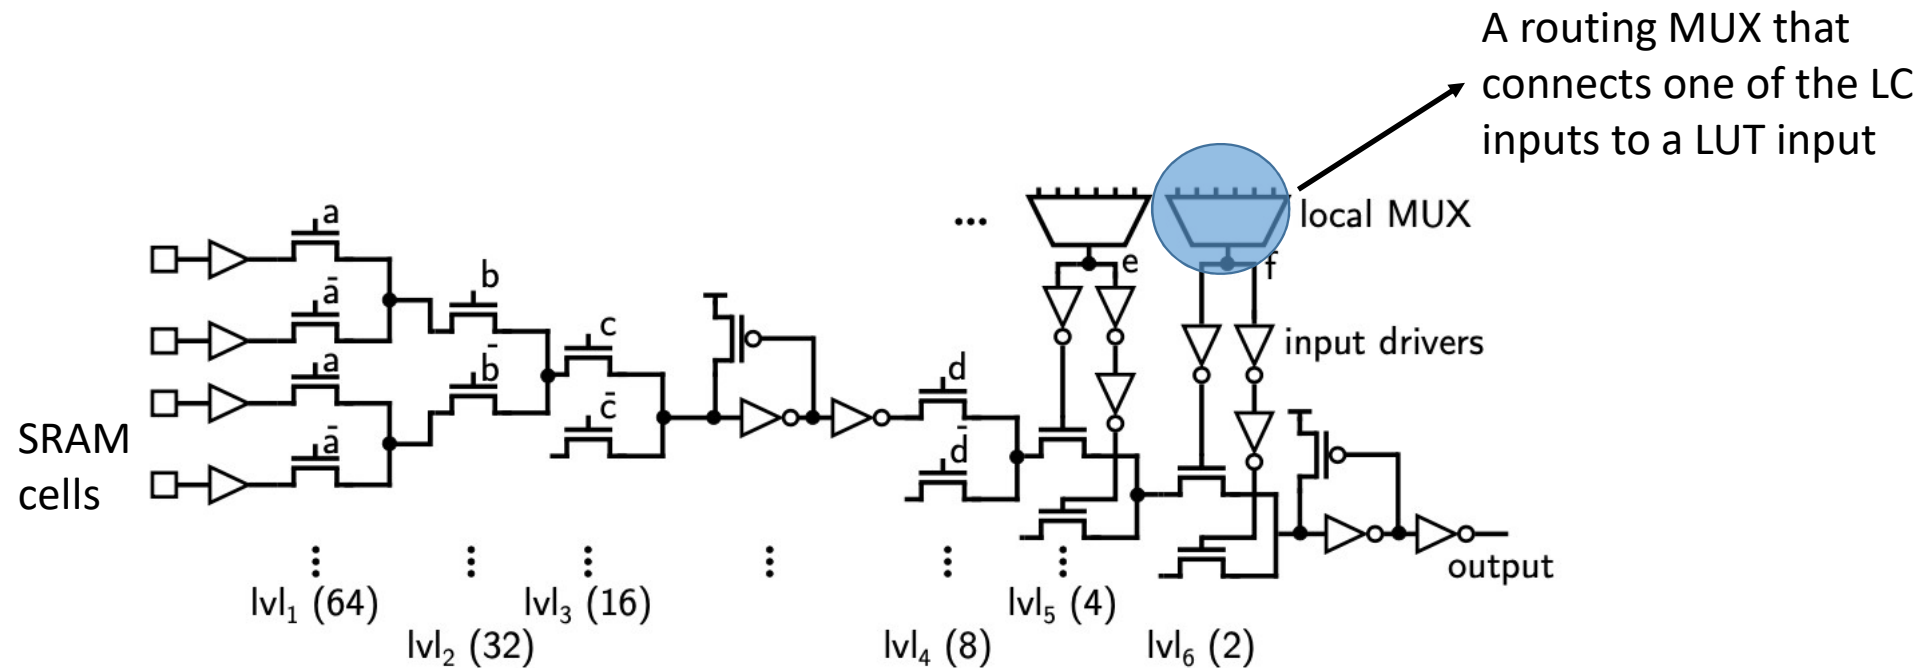 A routing MUX that
connects one of the LC
inputs to a LUT input
local MUX
...
e
f
input drivers
a
ā
a
ā
b
b̄
c
c̄
d
d̄
SRAM
cells
output
lvl₁ (64)
lvl₂ (32)
lvl₃ (16)
lvl₄ (8)
lvl₅ (4)
lvl₆ (2)